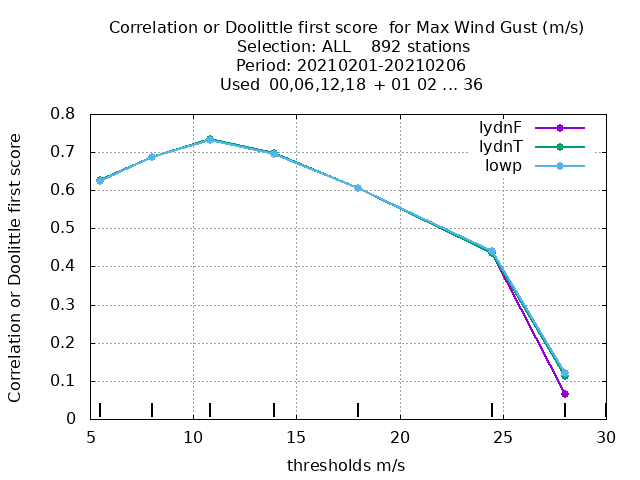 Correlation or Doolittle first score  for Max Wind Gust (m/s)
Selection: ALL    892 stations
Period: 20210201-20210206
Used  00,06,12,18  + 01 02 ... 36
Correlation or Doolittle first score
0.8
0.7
0.6
0.5
0.4
0.3
0.2
0.1
0
lydnF
lydnT
lowp
5 10 15 20 25 30
thresholds m/s